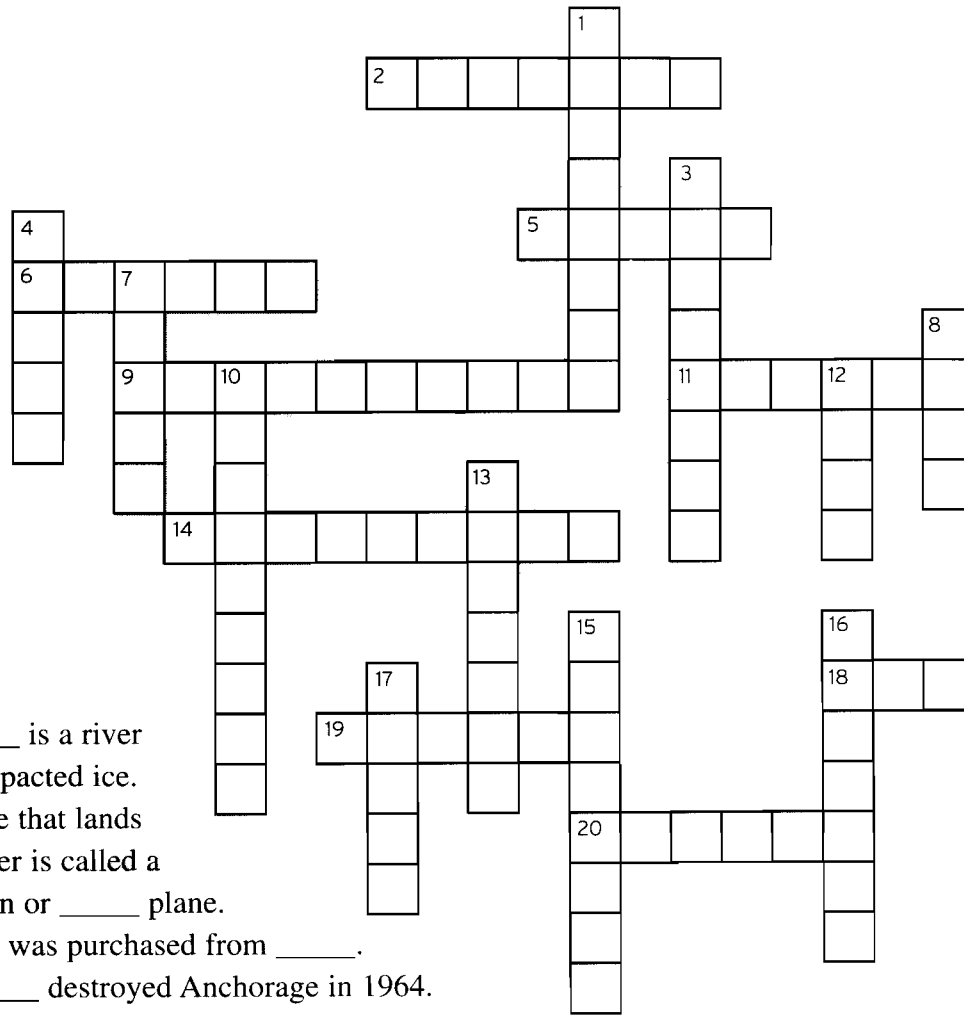 1
2
3
4
5
6 7
8
9 10
11 12
13
14
15
16
17
18
19
20
__ is a river
pacted ice.
e that lands
er is called a
n or _____ plane.
was purchased from _____.
___ destroyed Anchorage in 1964.